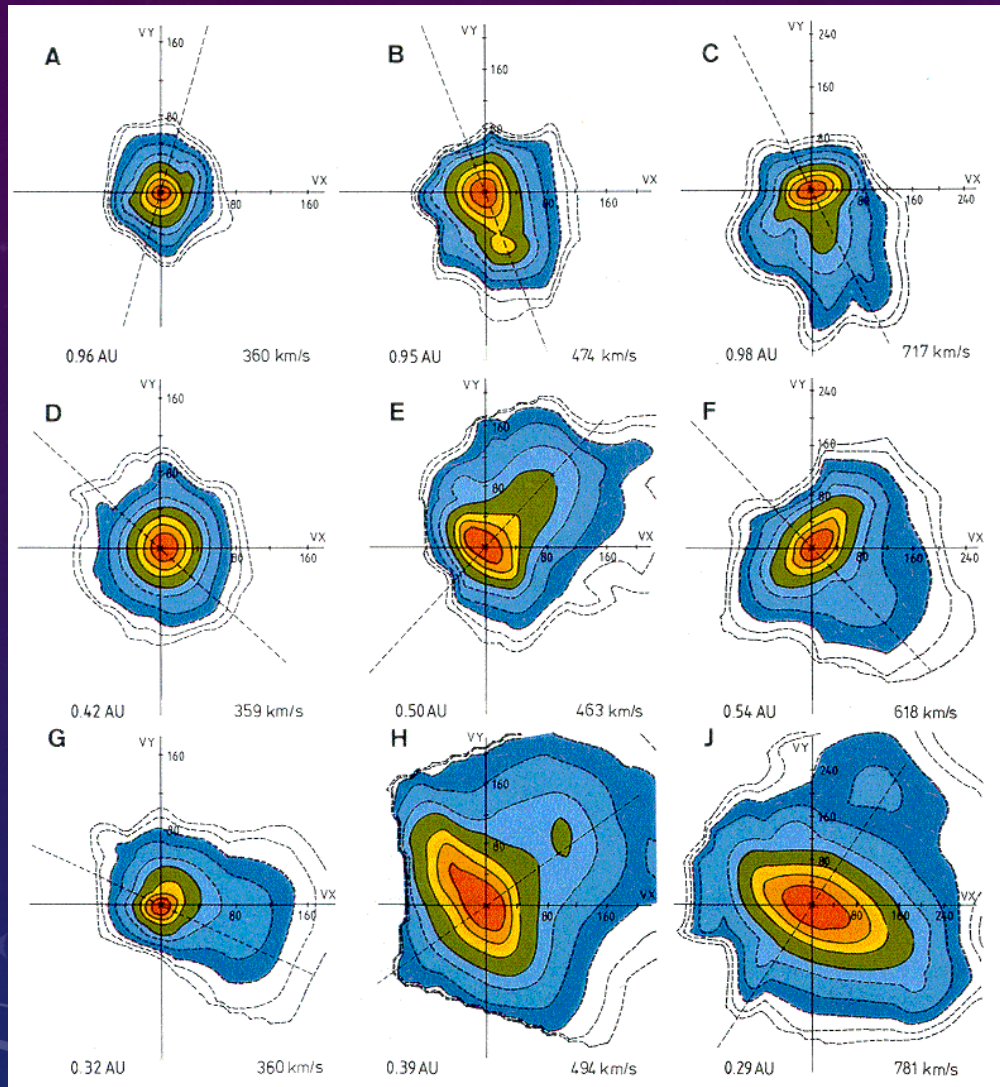 A
VY
160
80
VX
80
160
0.96 AU
360 km/s
B
VY
160
80
VX
80
160
0.95 AU
474 km/s
C
VY
240
160
80
VX
80
160
240
0.98 AU
717 km/s
D
VY
160
80
VX
80
160
0.42 AU
359 km/s
E
VY
160
80
VX
80
160
0.50 AU
463 km/s
F
VY
240
160
80
VX
80
160
240
0.54 AU
618 km/s
G
VY
160
80
VX
80
160
0.32 AU
360 km/s
H
VY
160
80
VX
80
160
0.39 AU
494 km/s
J
VY
240
160
80
VX
80
160
240
0.29 AU
781 km/s